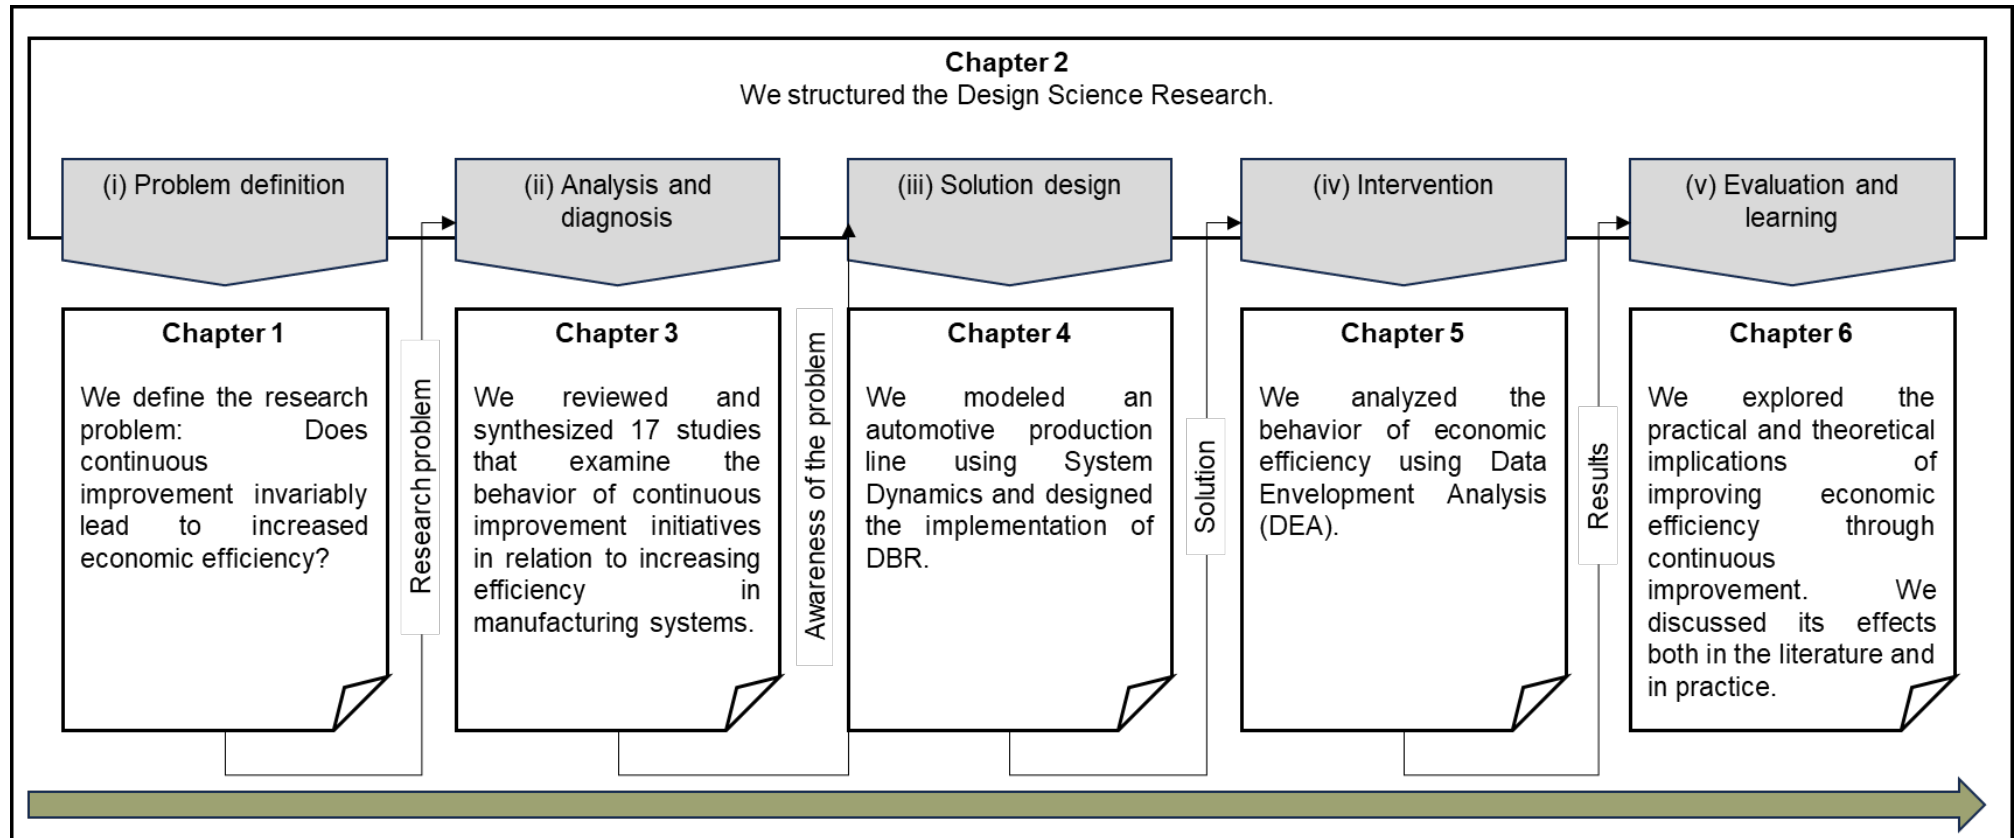 Chapter 2
We structured the Design Science Research.
(i) Problem definition
(ii) Analysis and
diagnosis
(iii) Solution design
(iv) Intervention
(v) Evaluation and
learning
Chapter 1
We define the research
problem: Does
continuous
improvement invariably
lead to increased
economic efficiency?
Research problem
Chapter 3
We reviewed and
synthesized 17 studies
that examine the
behavior of continuous
improvement initiatives
in relation to increasing
efficiency in
manufacturing systems.
Awareness of the problem
Chapter 4
We modeled an
automotive production
line using System
Dynamics and designed
the implementation of
DBR.
Solution
Chapter 5
We analyzed the
behavior of economic
efficiency using Data
Envelopment Analysis
(DEA).
Results
Chapter 6
We explored the
practical and theoretical
implications of
improving economic
efficiency through
continuous
improvement. We
discussed its effects
both in the literature and
in practice.